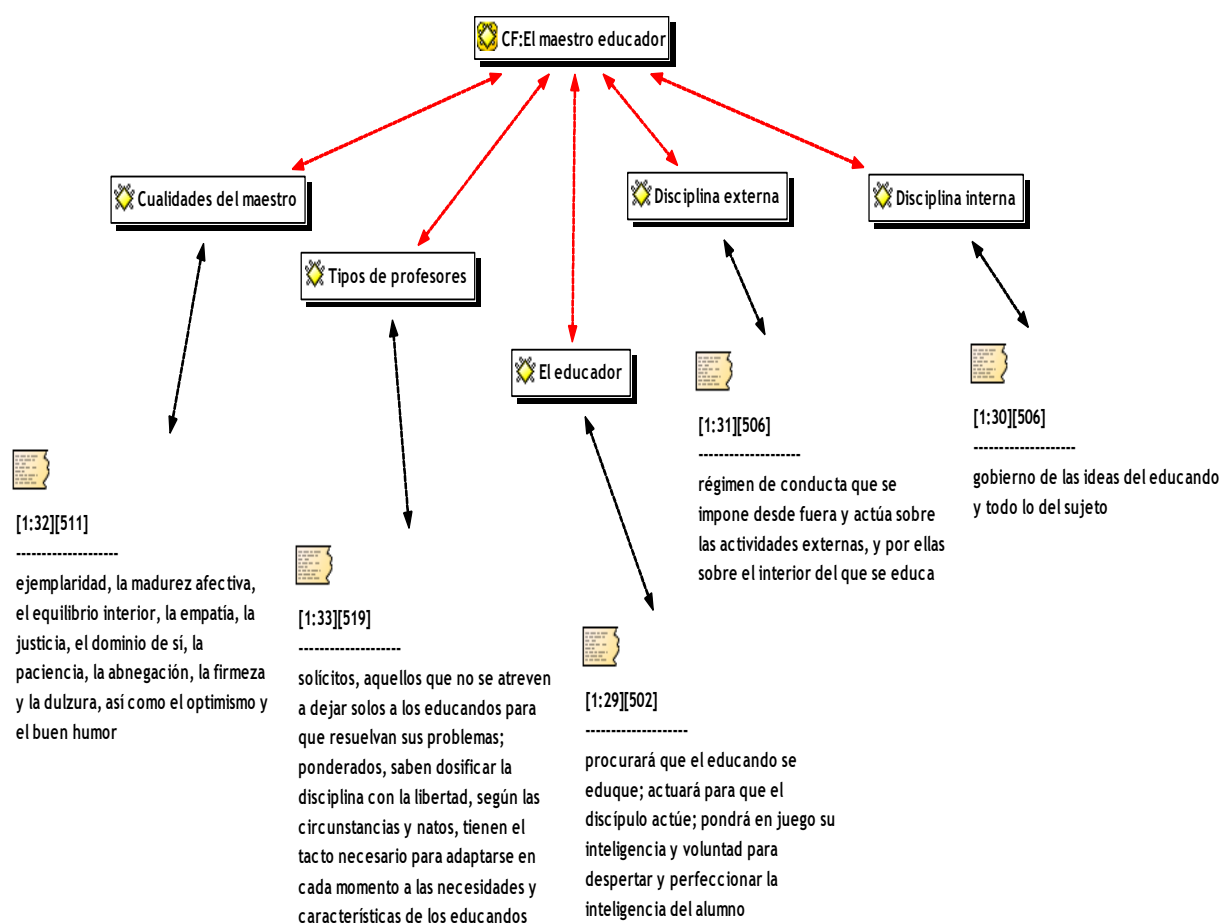 CF:El maestro educador
Cualidades del maestro
Disciplina externa
Disciplina interna
Tipos de profesores
El educador
[1:32][511]
--------------------
ejemplaridad, la madurez afectiva,
el equilibrio interior, la empatía, la
justicia, el dominio de sí, la
paciencia, la abnegación, la firmeza
y la dulzura, así como el optimismo y
el buen humor
[1:33][519]
--------------------
solícitos, aquellos que no se atreven
a dejar solos a los educandos para
que resuelvan sus problemas;
ponderados, saben dosificar la
disciplina con la libertad, según las
circunstancias y natos, tienen el
tacto necesario para adaptarse en
cada momento a las necesidades y
características de los educandos
[1:29][502]
--------------------
procurará que el educando se
eduque; actuará para que el
discípulo actúe; pondrá en juego su
inteligencia y voluntad para
despertar y perfeccionar la
inteligencia del alumno
[1:31][506]
--------------------
régimen de conducta que se
impone desde fuera y actúa sobre
las actividades externas, y por ellas
sobre el interior del que se educa
[1:30][506]
--------------------
gobierno de las ideas del educando
y todo lo del sujeto